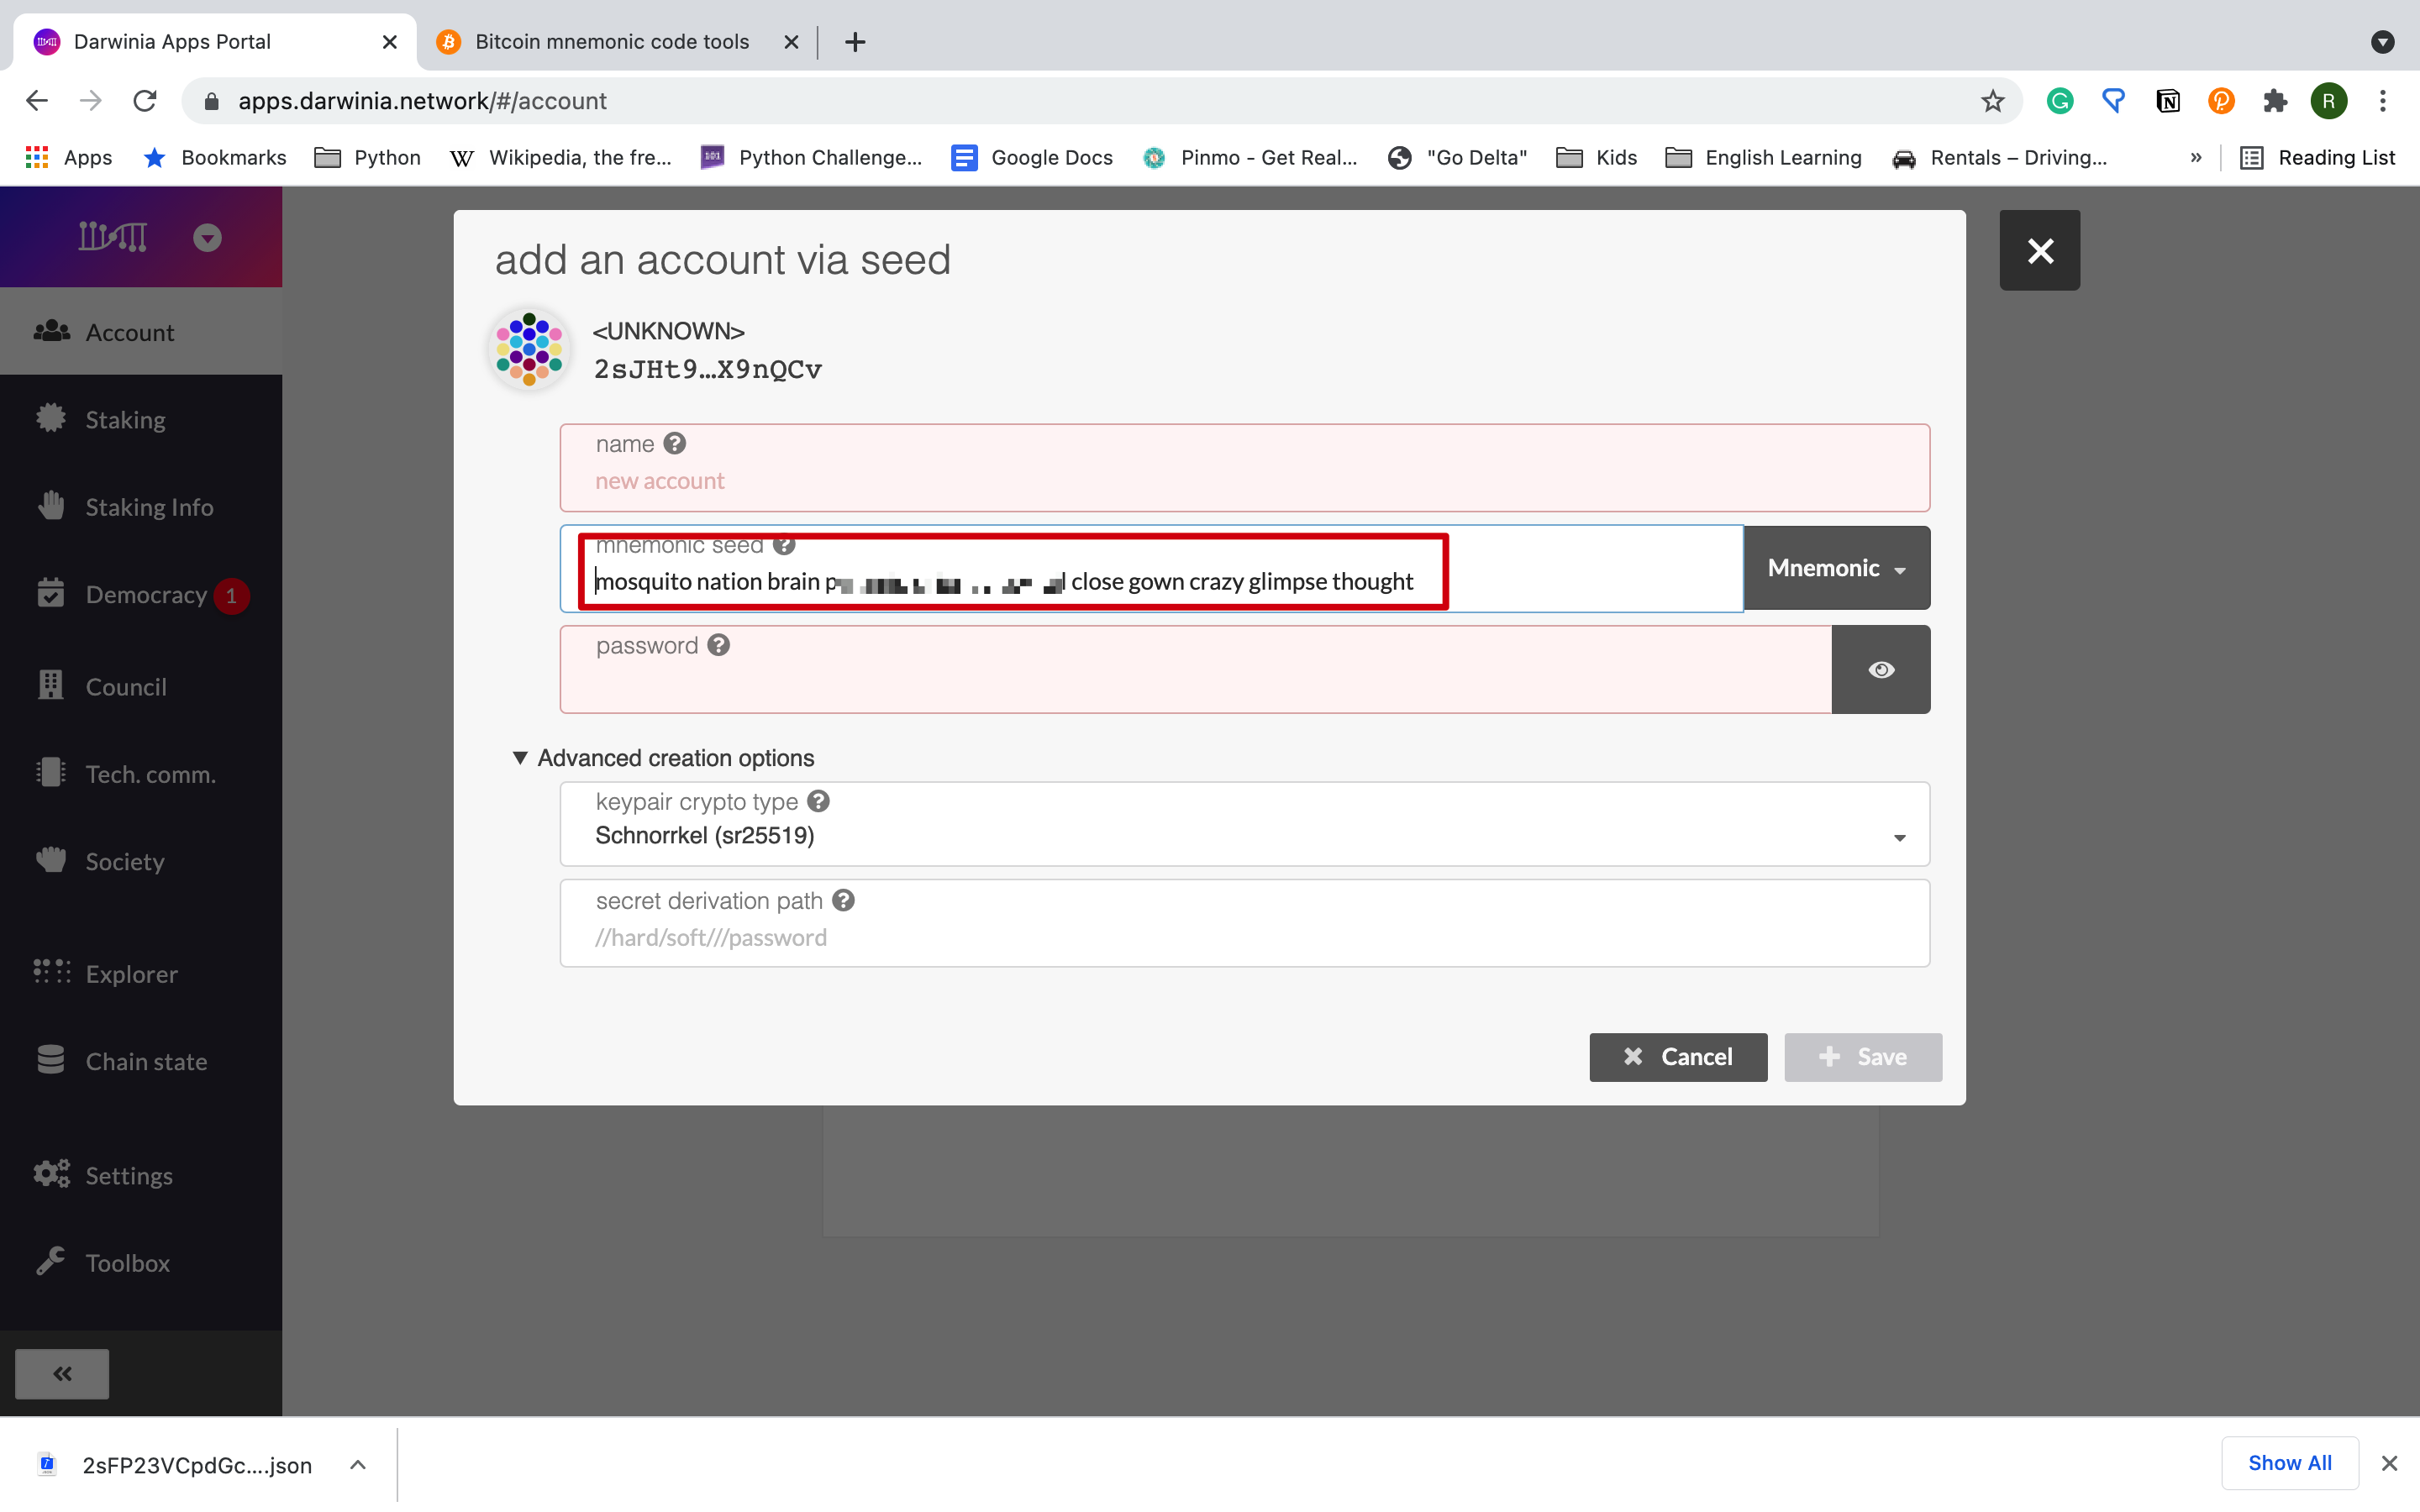 Darwinia Apps Portal
Bitcoin mnemonic code tools
apps.darwinia.network/#/account
R
Apps
Bookmarks
Python
Wikipedia, the fre...
Python Challenge...
Google Docs
Pinmo - Get Real...
"Go Delta"
Kids
English Learning
Rentals – Driving...
»
Reading List
Account
Staking
Staking Info
Democracy 1
Council
Tech. comm.
Society
Explorer
Chain state
Settings
Toolbox
add an account via seed
<UNKNOWN>
2sJHt9...X9nQCv
name
new account
mnemonic seed
mosquito nation brain close gown crazy glimpse thought
Mnemonic
password
Advanced creation options
keypair crypto type
Schnorrkel (sr25519)
secret derivation path
//hard/soft///password
Cancel
Save
2sFP23VCpdGc....json
Show All